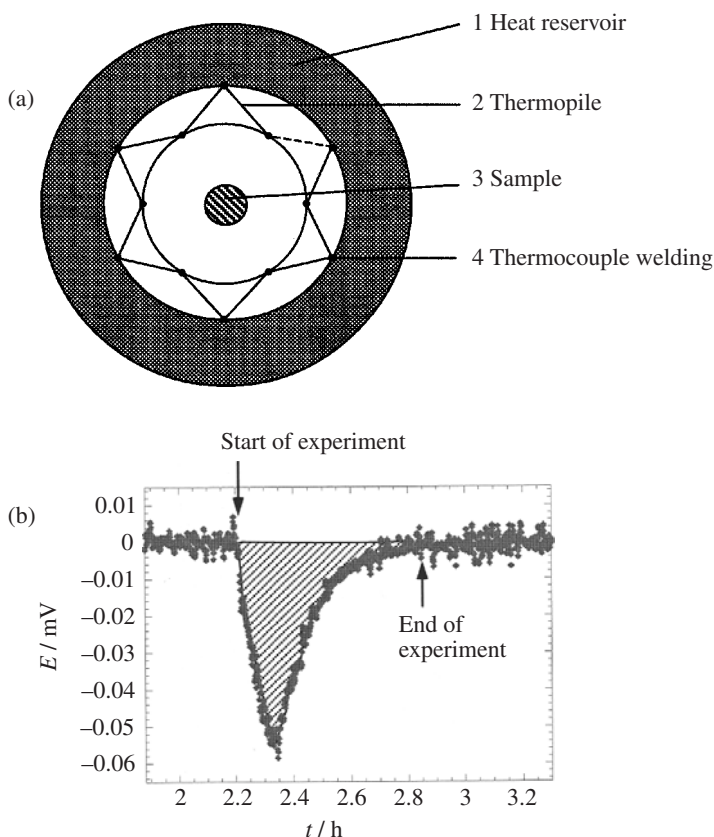 1 Heat reservoir
(a)
2 Thermopile
3 Sample
4 Thermocouple welding
Start of experiment
(b)
0.01
0
–0.01
–0.02
–0.03
–0.04
–0.05
–0.06
E / mV
End of
experiment
2 2.2 2.4 2.6 2.8 3 3.2
t / h